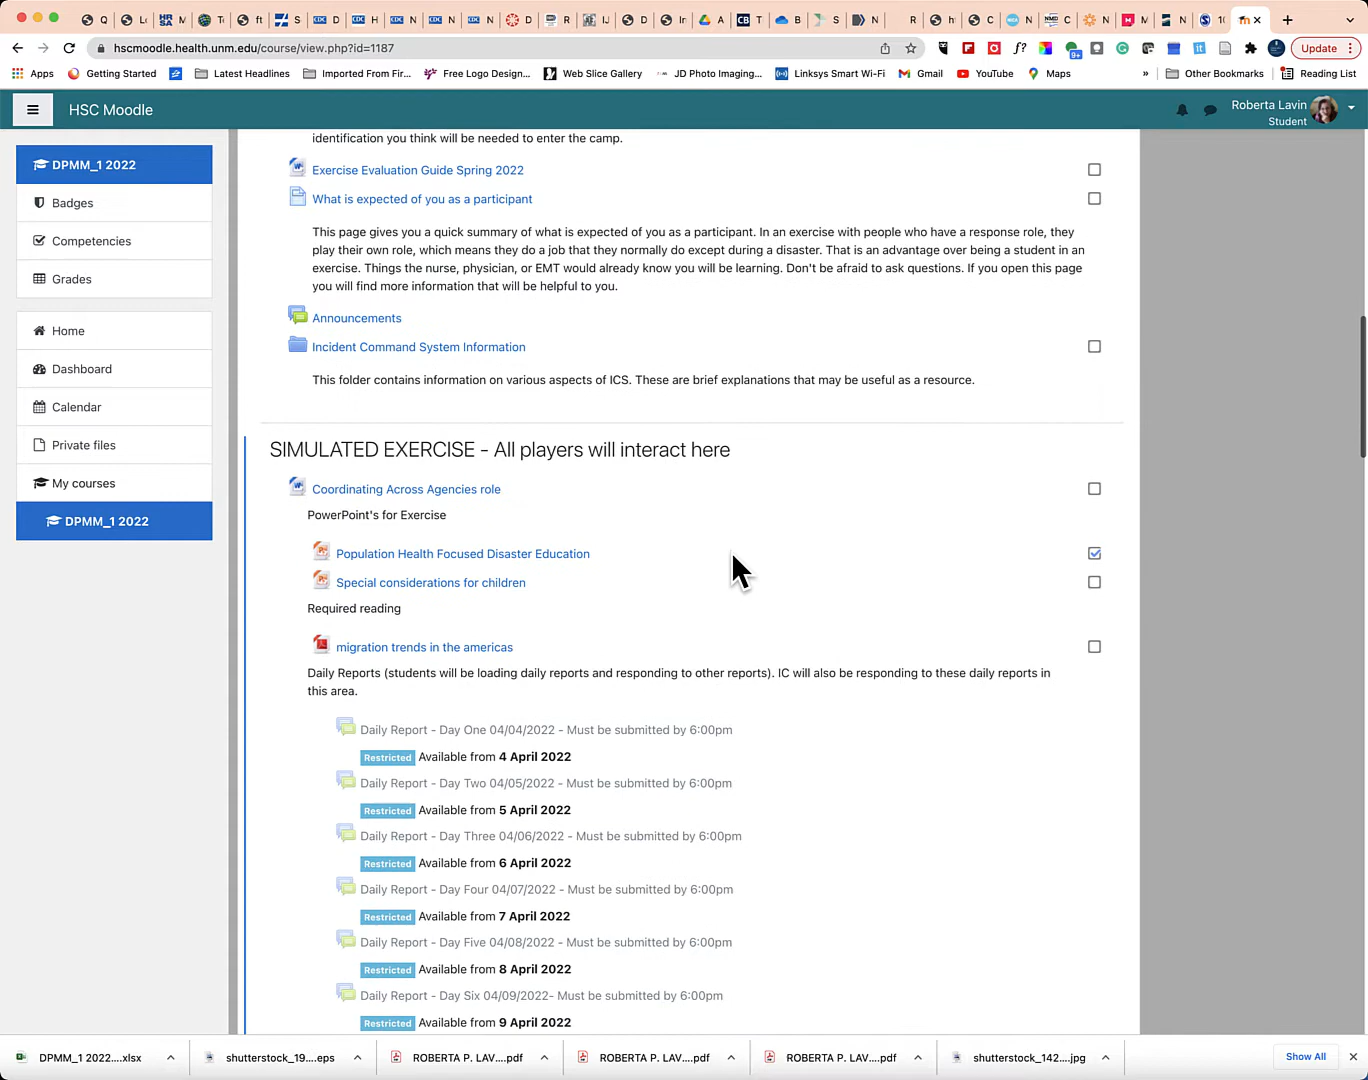 Q
Lo
HR SA
M
Te
ft
S
CDC D
CDC H
CDC N
CDC N
CDC N
D
R
IJ
D
In
A
CB T
B
S
N
R
h
C
N
NMD C
N
M
N
10
hscmoodle.health.unm.edu/course/view.php?id=1187
f?
9+
Update
Apps
Getting Started
Latest Headlines
Imported From Fir...
Free Logo Design...
Web Slice Gallery
JD Photo Imaging...
Linksys Smart Wi-Fi
Gmail
YouTube
Maps
»
Other Bookmarks
Reading List
HSC Moodle
Roberta Lavin
Student
DPMM_1 2022
Badges
Competencies
Grades
Home
Dashboard
Calendar
Private files
My courses
DPMM_1 2022
identification you think will be needed to enter the camp.
Exercise Evaluation Guide Spring 2022
What is expected of you as a participant
This page gives you a quick summary of what is expected of you as a participant. In an exercise with people who have a response role, they
play their own role, which means they do a job that they normally do except during a disaster. That is an advantage over being a student in an
exercise. Things the nurse, physician, or EMT would already know you will be learning. Don't be afraid to ask questions. If you open this page
you will find more information that will be helpful to you.
Announcements
Incident Command System Information
This folder contains information on various aspects of ICS. These are brief explanations that may be useful as a resource.
SIMULATED EXERCISE - All players will interact here
Coordinating Across Agencies role
PowerPoint's for Exercise
Population Health Focused Disaster Education
Special considerations for children
Required reading
migration trends in the americas
Daily Reports (students will be loading daily reports and responding to other reports). IC will also be responding to these daily reports in
this area.
Daily Report - Day One 04/04/2022 - Must be submitted by 6:00pm
Restricted Available from 4 April 2022
Daily Report - Day Two 04/05/2022 - Must be submitted by 6:00pm
Restricted Available from 5 April 2022
Daily Report - Day Three 04/06/2022 - Must be submitted by 6:00pm
Restricted Available from 6 April 2022
Daily Report - Day Four 04/07/2022 - Must be submitted by 6:00pm
Restricted Available from 7 April 2022
Daily Report - Day Five 04/08/2022 - Must be submitted by 6:00pm
Restricted Available from 8 April 2022
Daily Report - Day Six 04/09/2022- Must be submitted by 6:00pm
Restricted Available from 9 April 2022
DPMM_1 2022....xlsx
shutterstock_19....eps
ROBERTA P. LAV....pdf
ROBERTA P. LAV....pdf
ROBERTA P. LAV....pdf
shutterstock_142....jpg
Show All